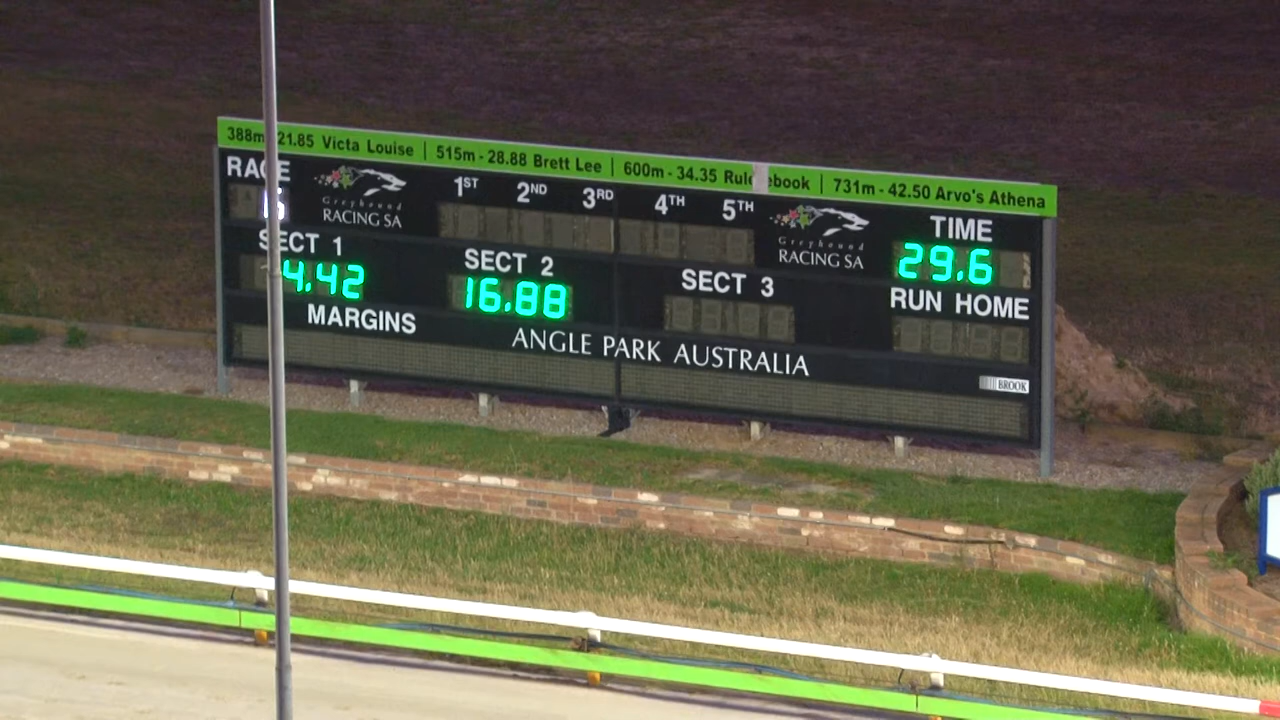 388m 21.85 Victa Louise | 515m - 28.88 Brett Lee | 600m - 34.35 Rulebook | 731m - 42.50 Arvo's Athena
RACE
Greyhound
RACING SA
1ST 2ND 3RD 4TH 5TH
Greyhound
RACING SA
TIME
29.6
SECT 1
4.42
SECT 2
16.88
SECT 3
RUN HOME
MARGINS
ANGLE PARK AUSTRALIA
BROOK